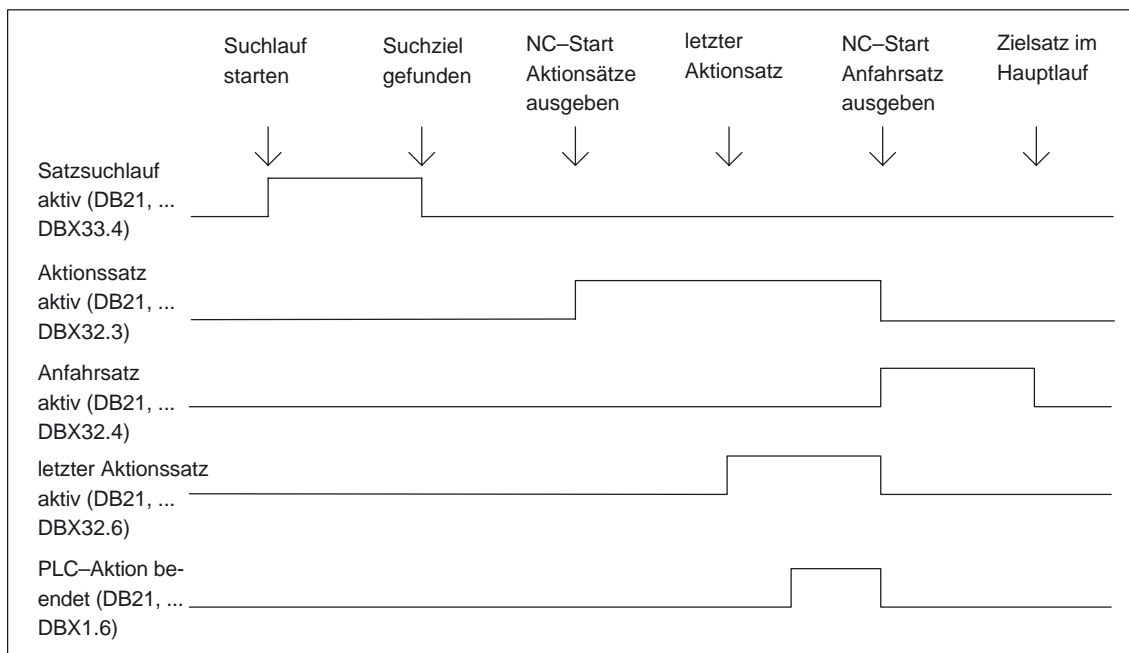 Suchlauf
starten
Suchziel
gefunden
NC–Start
Aktionsätze
ausgeben
letzter
Aktionsatz
NC–Start
Anfahrsatz
ausgeben
Zielsatz im
Hauptlauf
Satzsuchlauf
aktiv (DB21, ...
DBX33.4)
Aktionssatz
aktiv (DB21, ...
DBX32.3)
Anfahrsatz
aktiv (DB21, ...
DBX32.4)
letzter Aktionssatz
aktiv (DB21, ...
DBX32.6)
PLC–Aktion be-
endet (DB21, ...
DBX1.6)